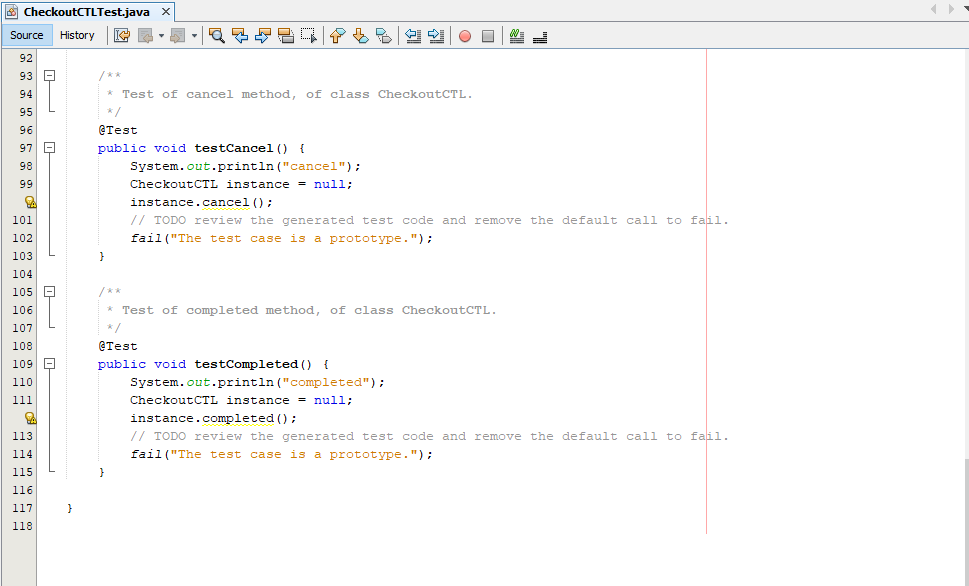 CheckoutCTLTest.java
Source History
92
93 /**
94 * Test of cancel method, of class CheckoutCTL.
95 */
96 @Test
97 public void testCancel() {
98 System.out.println("cancel");
99 CheckoutCTL instance = null;
instance.cancel();
101 // TODO review the generated test code and remove the default call to fail.
102 fail("The test case is a prototype.");
103 }
104
105 /**
106 * Test of completed method, of class CheckoutCTL.
107 */
108 @Test
109 public void testCompleted() {
110 System.out.println("completed");
111 CheckoutCTL instance = null;
instance.completed();
113 // TODO review the generated test code and remove the default call to fail.
114 fail("The test case is a prototype.");
115 }
116
117 }
118